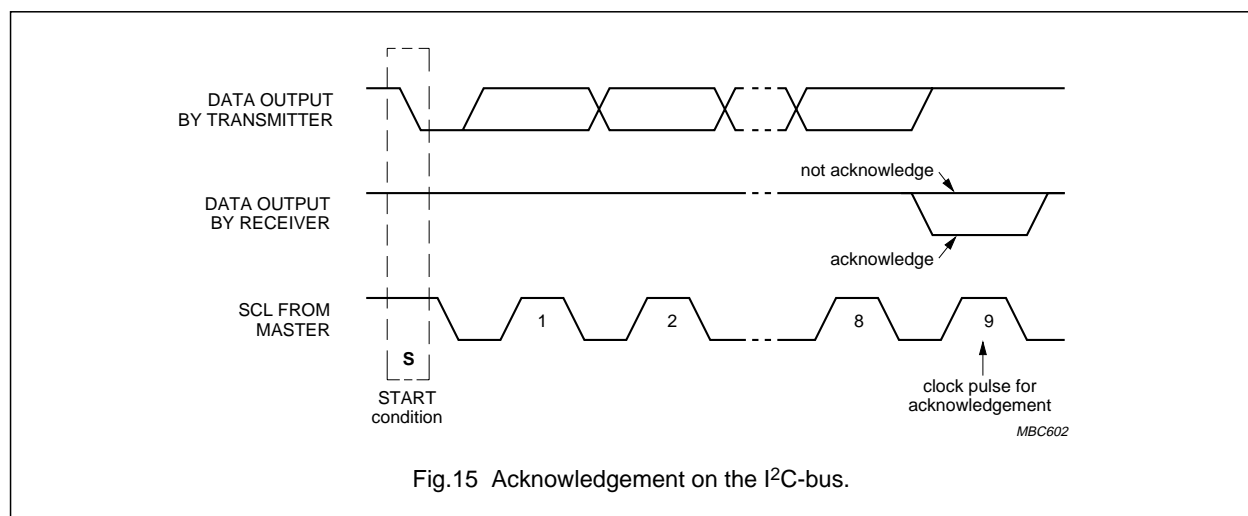 DATA OUTPUT
BY TRANSMITTER
not acknowledge
DATA OUTPUT
BY RECEIVER
acknowledge
SCL FROM
MASTER
1
2
8
9
S
START
condition
clock pulse for
acknowledgement
MBC602
Fig.15 Acknowledgement on the I²C-bus.